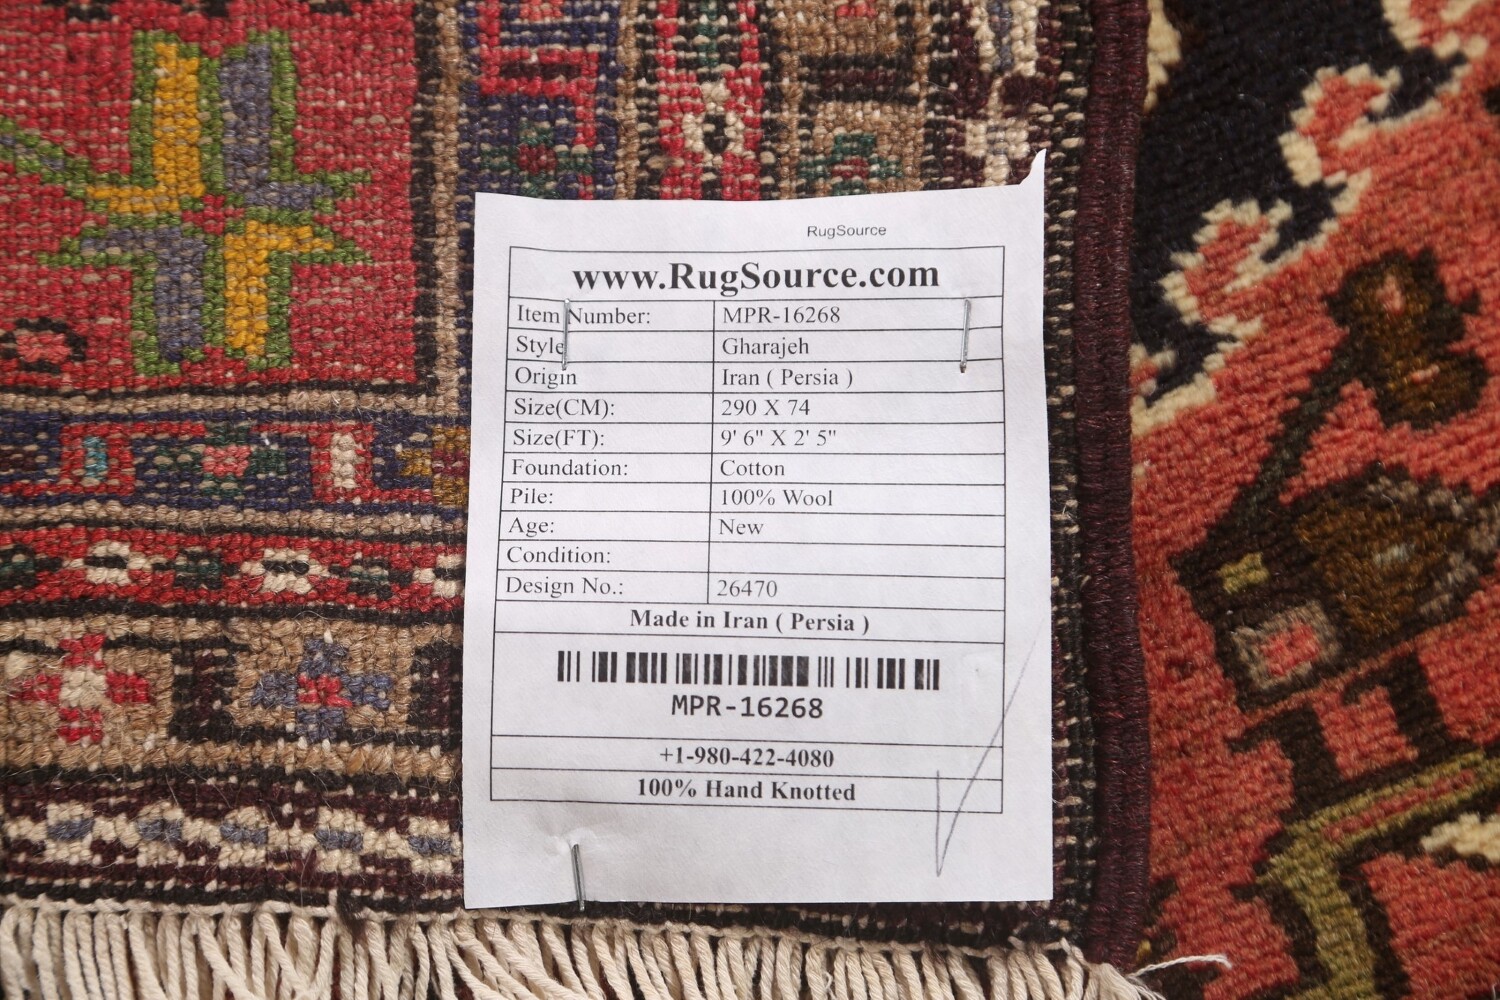 RugSource
www.RugSource.com
Item Number: MPR-16268
Style Gharajeh
Origin Iran ( Persia )
Size(CM): 290 X 74
Size(FT): 9' 6" X 2' 5"
Foundation: Cotton
Pile: 100% Wool
Age: New
Condition:
Design No.: 26470
Made in Iran ( Persia )
MPR-16268
+1-980-422-4080
100% Hand Knotted